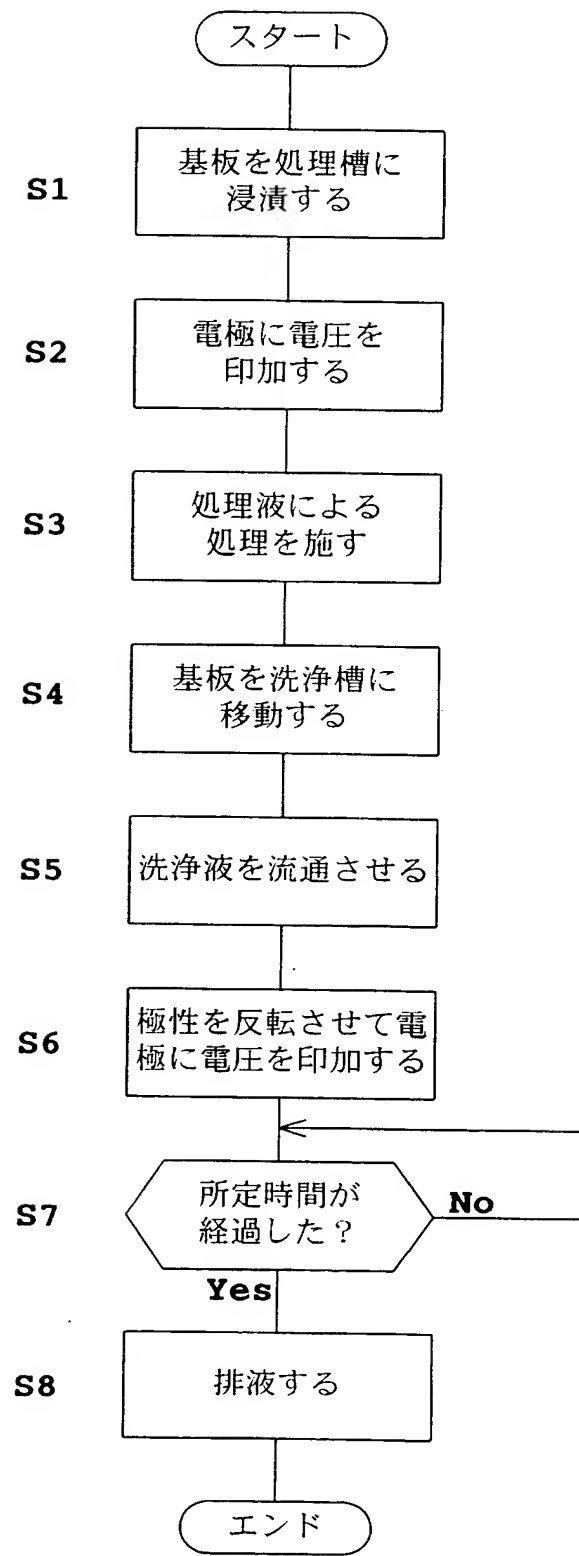 スタート
S1
基板を処理槽に
浸漬する
S2
電極に電圧を
印加する
S3
処理液による
処理を施す
S4
基板を洗浄槽に
移動する
S5
洗浄液を流通させる
S6
極性を反転させて電
極に電圧を印加する
S7
所定時間が
経過した？
No
Yes
S8
排液する
エンド